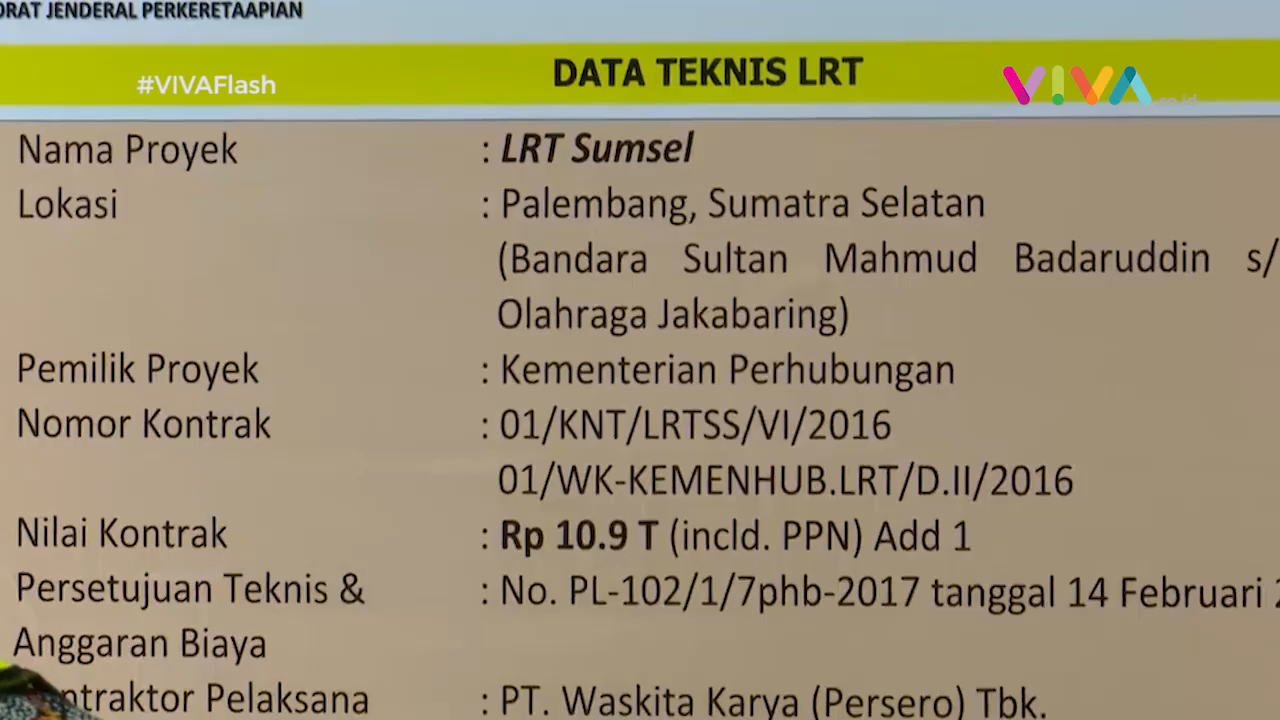 ORAT JENDERAL PERKERETAAPIAN
#VIVAFlash
DATA TEKNIS LRT
VIVA.co.id
Nama Proyek : LRT Sumsel
Lokasi : Palembang, Sumatra Selatan
(Bandara Sultan Mahmud Badaruddin s/
Olahraga Jakabaring)
Pemilik Proyek : Kementerian Perhubungan
Nomor Kontrak : 01/KNT/LRTSS/VI/2016
01/WK-KEMENHUB.LRT/D.II/2016
Nilai Kontrak : Rp 10.9 T (incld. PPN) Add 1
Persetujuan Teknis & : No. PL-102/1/7phb-2017 tanggal 14 Februari
Anggaran Biaya
ntraktor Pelaksana : PT. Waskita Karya (Persero) Tbk.